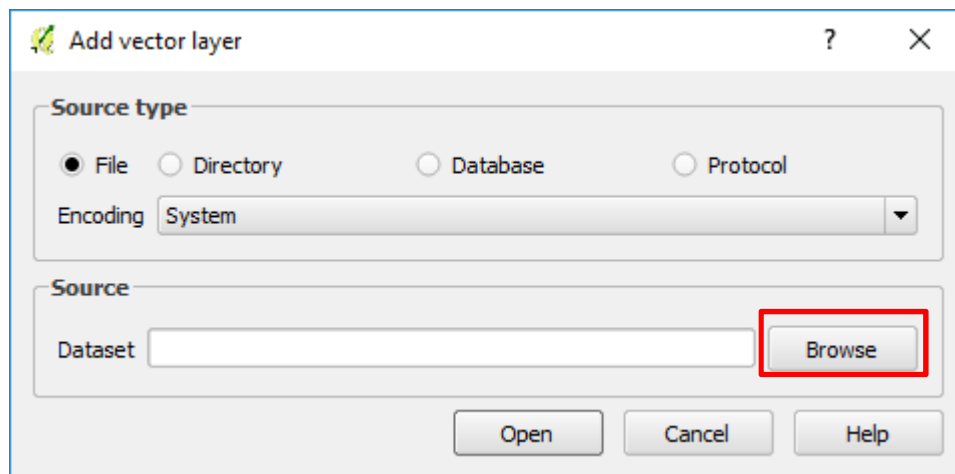 Add vector layer ?
Source type
File Directory Database Protocol
Encoding System
Source
Dataset Browse
Open Cancel Help